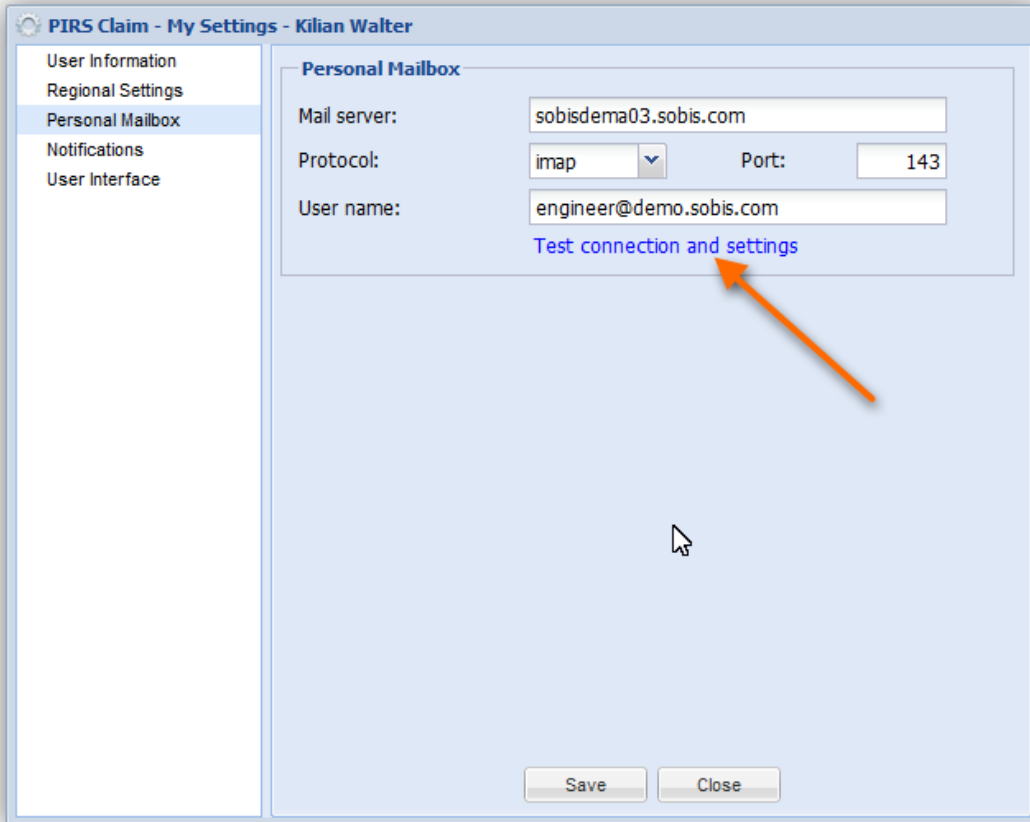 PIRS Claim - My Settings - Kilian Walter
User Information
Regional Settings
Personal Mailbox
Notifications
User Interface
Personal Mailbox
Mail server: sobisdema03.sobis.com
Protocol: imap Port: 143
User name: engineer@demo.sobis.com
Test connection and settings
Save Close